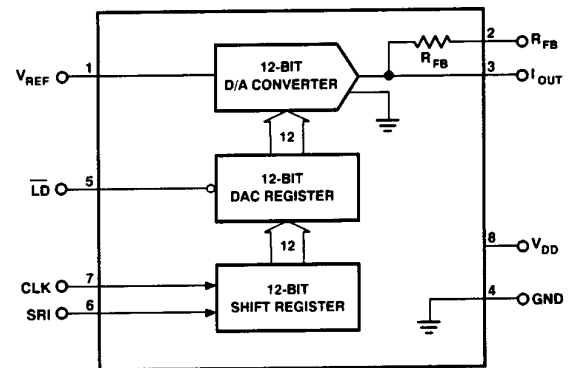 2
R_FB
R_FB
V_REF
1
12-BIT
D/A CONVERTER
3
I_OUT
12
LD
5
12-BIT
DAC REGISTER
12
8
V_DD
CLK
7
SRI
6
12-BIT
SHIFT REGISTER
4
GND